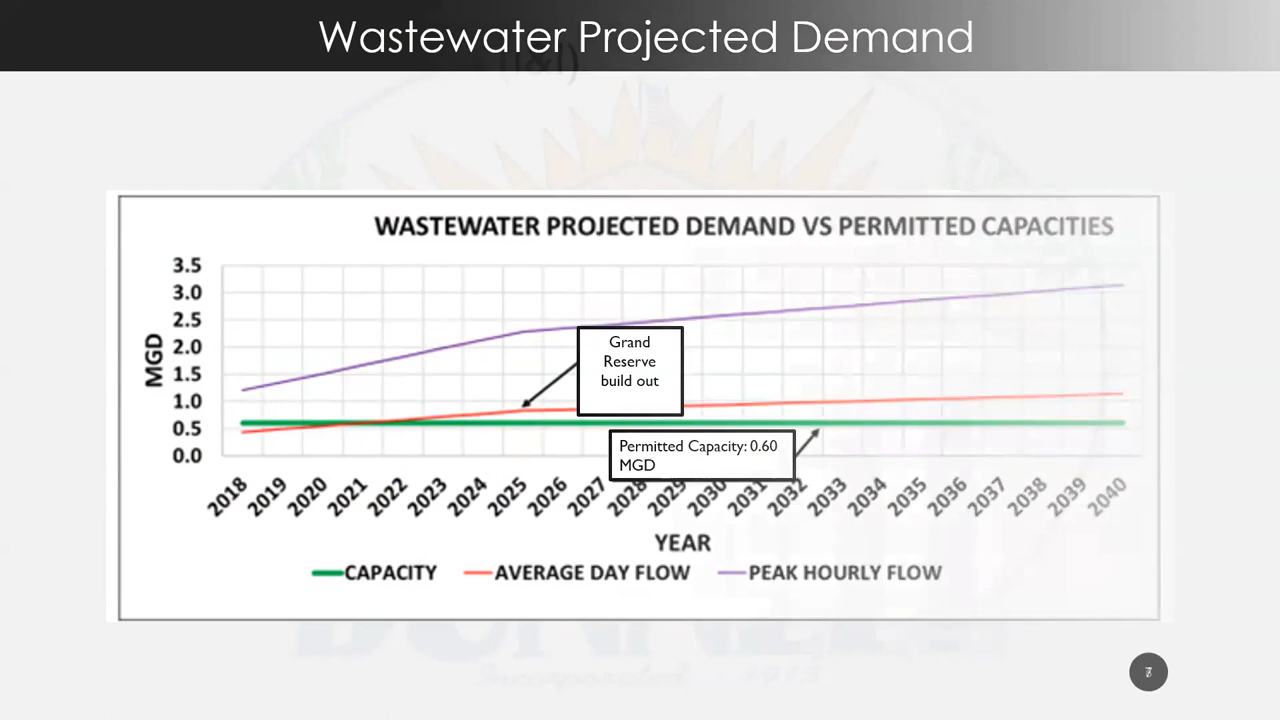 Wastewater Projected Demand
(I&I)
WASTEWATER PROJECTED DEMAND VS PERMITTED CAPACITIES
3.5
3.0
2.5
2.0
1.5
1.0
0.5
0.0
MGD
Grand
Reserve
build out
Permitted Capacity: 0.60
MGD
2018 2019 2020 2021 2022 2023 2024 2025 2026 2027 2028 2029 2030 2031 2032 2033 2034 2035 2036 2037 2038 2039 2040
YEAR
CAPACITY AVERAGE DAY FLOW PEAK HOURLY FLOW
BUNNELL
Incorporated 1913